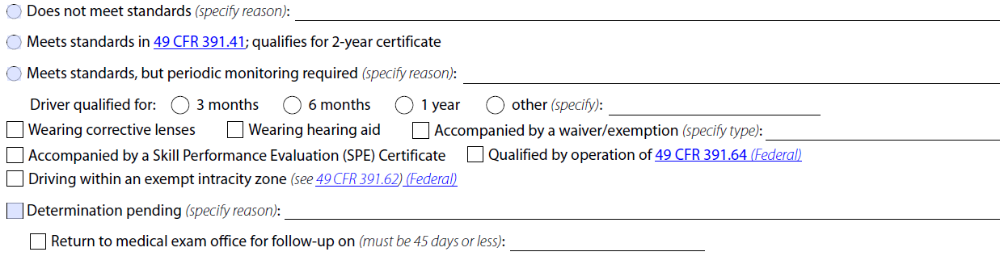 Does not meet standards (specify reason):
Meets standards in 49 CFR 391.41; qualifies for 2-year certificate
Meets standards, but periodic monitoring required (specify reason):
Driver qualified for: 3 months 6 months 1 year other (specify):
Wearing corrective lenses Wearing hearing aid Accompanied by a waiver/exemption (specify type):
Accompanied by a Skill Performance Evaluation (SPE) Certificate Qualified by operation of 49 CFR 391.64 (Federal)
Driving within an exempt intracity zone (see 49 CFR 391.62) (Federal)
Determination pending (specify reason):
Return to medical exam office for follow-up on (must be 45 days or less):